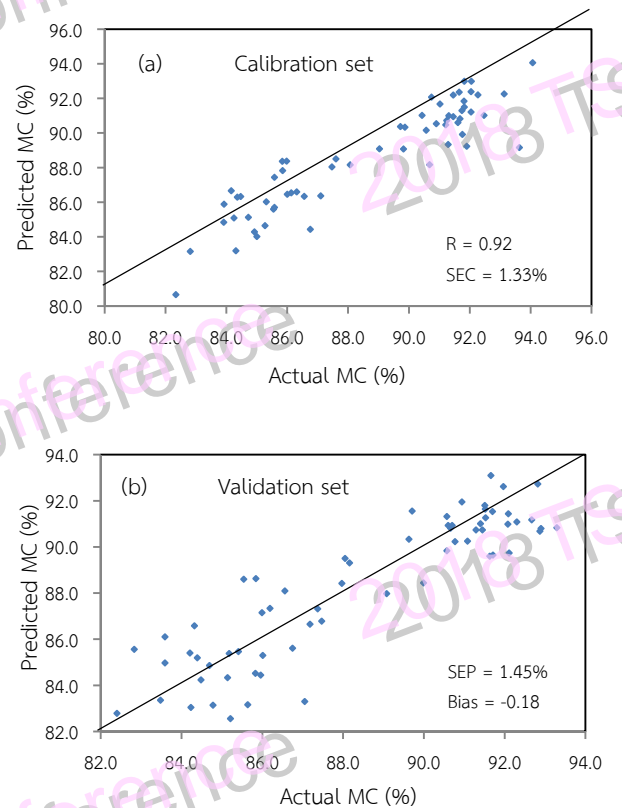 (a) Calibration set
Predicted MC (%)
96.0
94.0
92.0
90.0
88.0
86.0
84.0
82.0
80.0
R = 0.92
SEC = 1.33%
80.0 82.0 84.0 86.0 88.0 90.0 92.0 94.0 96.0
Actual MC (%)
2018 TS
onference
(b) Validation set
Predicted MC (%)
94.0
92.0
90.0
88.0
86.0
84.0
82.0
SEP = 1.45%
Bias = -0.18
82.0 84.0 86.0 88.0 90.0 92.0 94.0
Actual MC (%)
2018 TS
ference